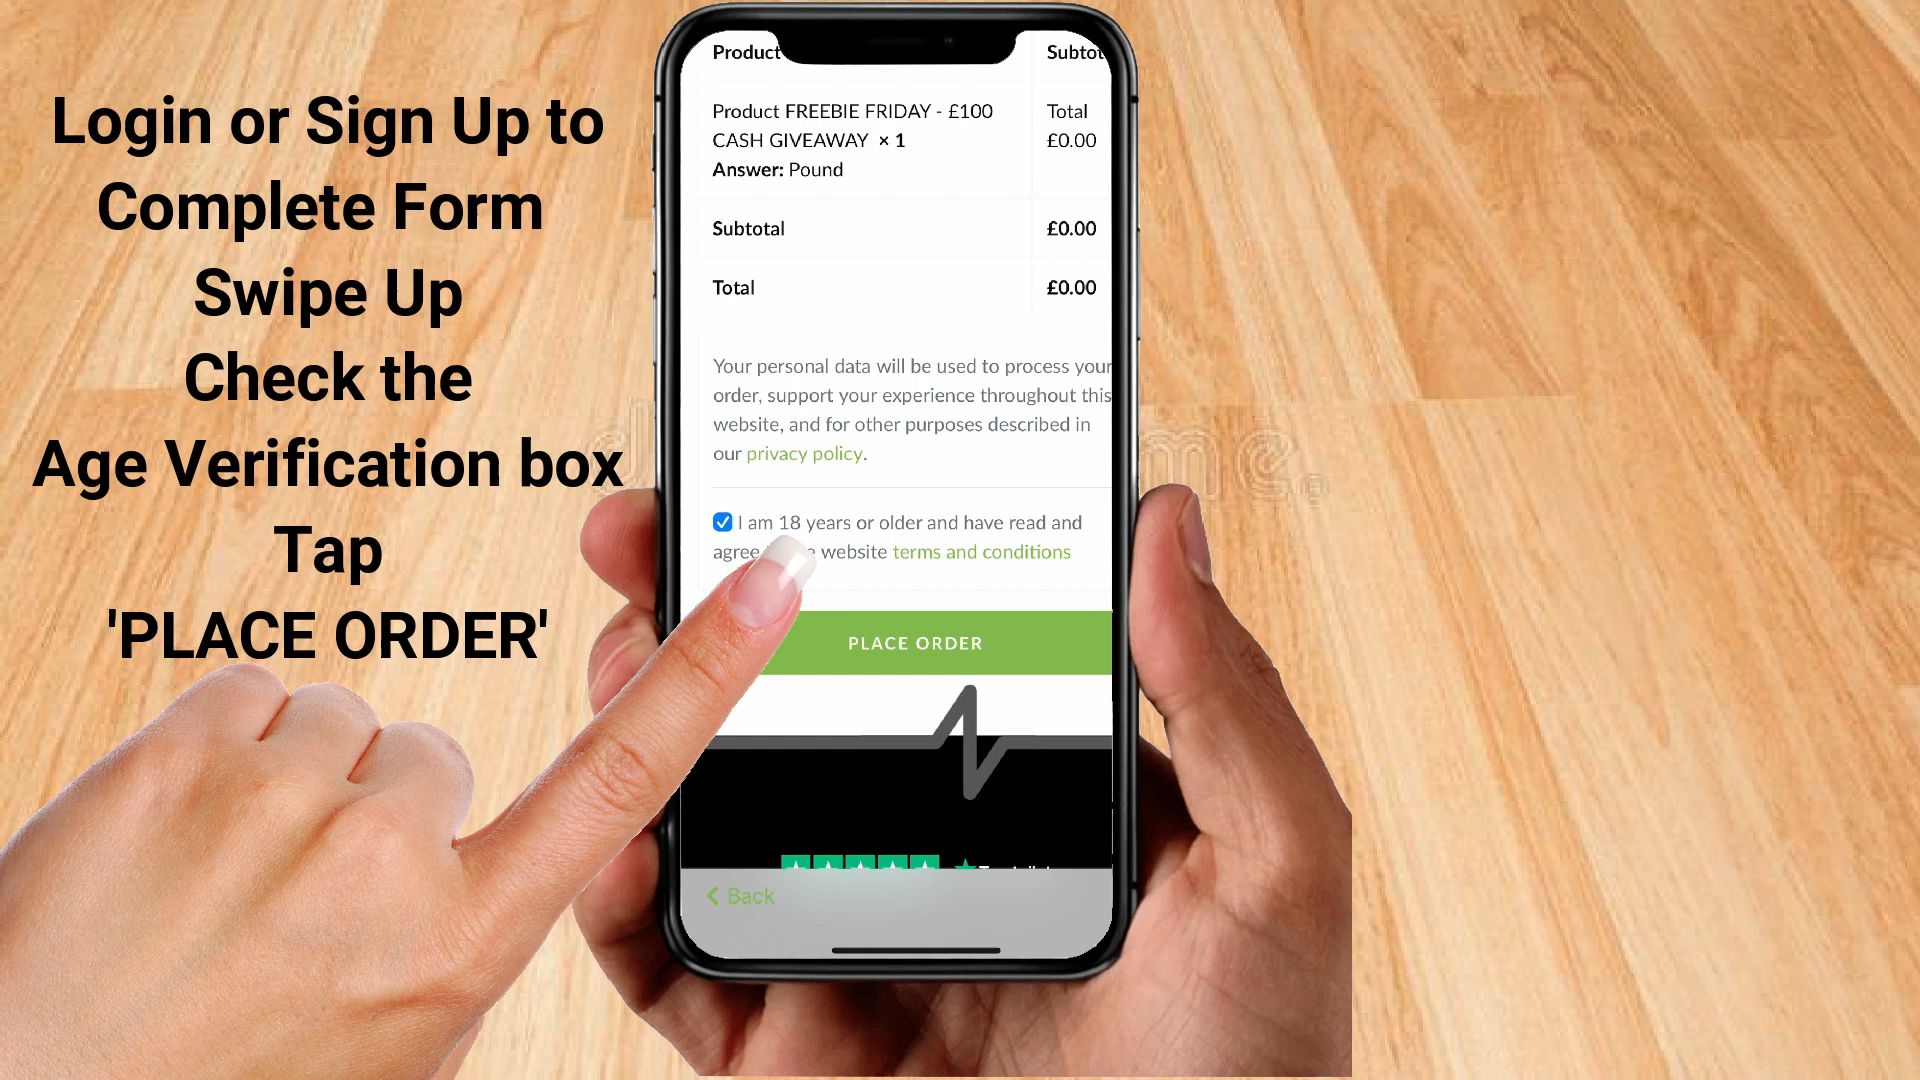 Login or Sign Up to
Complete Form
Swipe Up
Check the
Age Verification box
Tap
'PLACE ORDER'
Product
Product FREEBIE FRIDAY - £100
CASH GIVEAWAY × 1
Answer: Pound
Total
£0.00
Subtotal £0.00
Total £0.00
Your personal data will be used to process your
order, support your experience throughout this
website, and for other purposes described in
our privacy policy.
I am 18 years or older and have read and
agree website terms and conditions
PLACE ORDER
Back